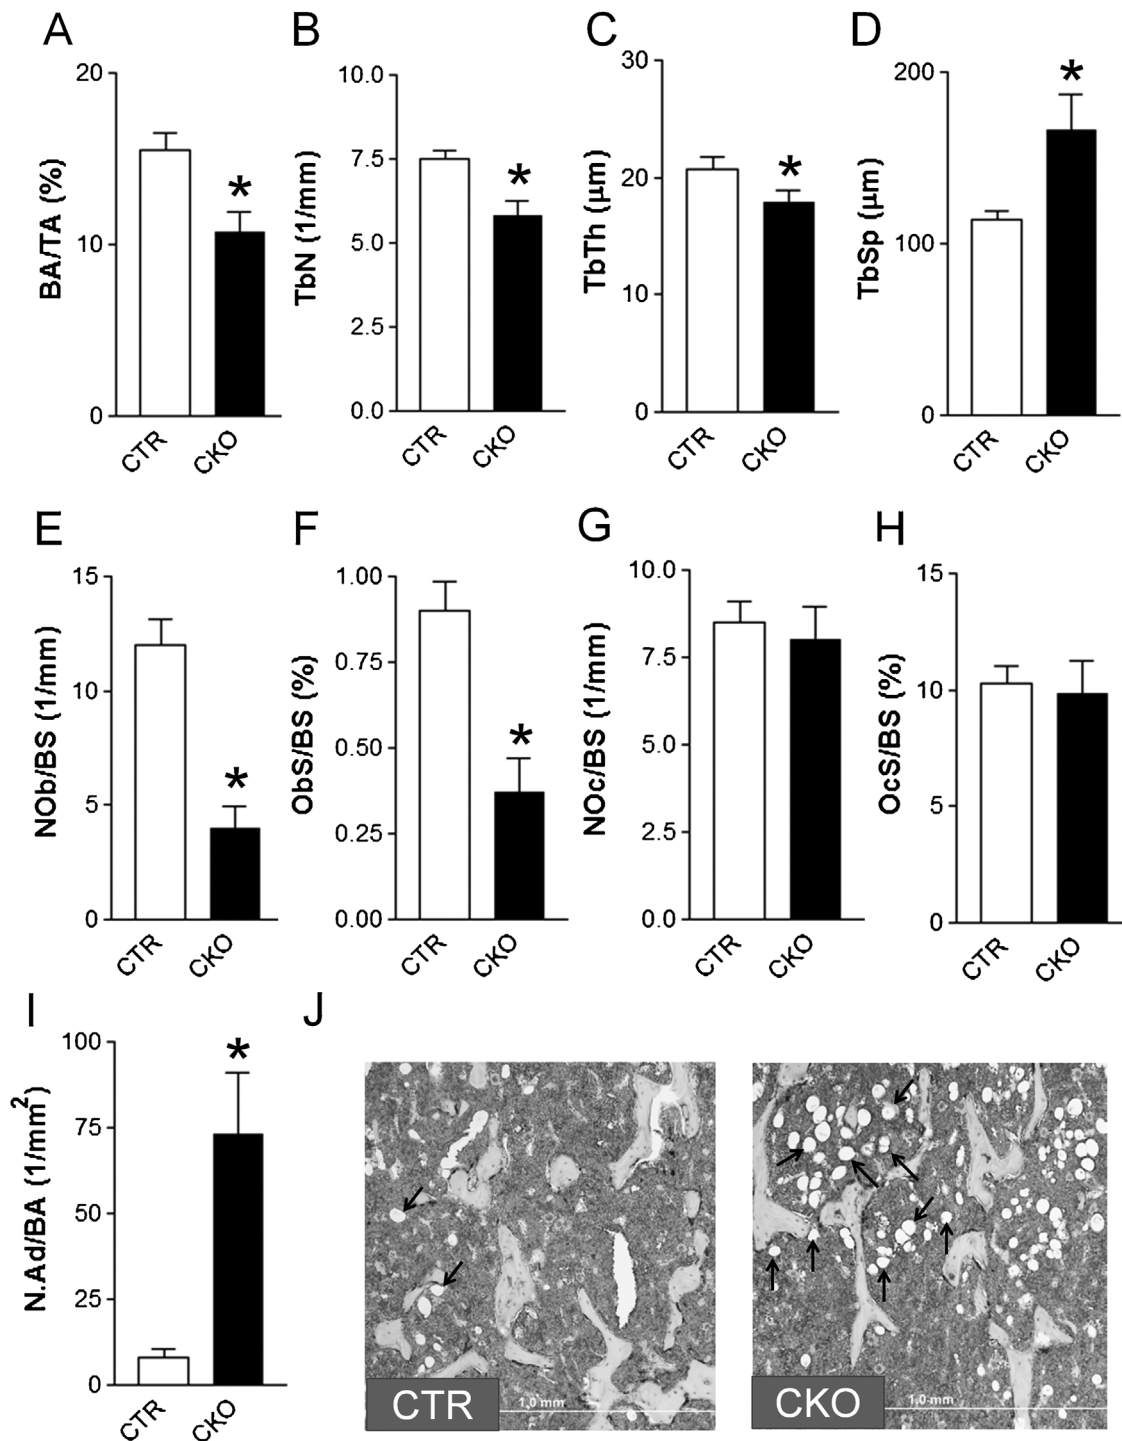 A
BA/TA (%)
20
10
0
*
CTR
CKO
B
TbN (1/mm)
10.0
7.5
5.0
2.5
0.0
*
CTR
CKO
C
TbTh (μm)
30
20
10
0
*
CTR
CKO
D
TbSp (μm)
200
100
0
*
CTR
CKO
E
NOb/BS (1/mm)
15
10
5
0
*
CTR
CKO
F
ObS/BS (%)
1.00
0.75
0.50
0.25
0.00
*
CTR
CKO
G
NOc/BS (1/mm)
10.0
7.5
5.0
2.5
0.0
CTR
CKO
H
OcS/BS (%)
15
10
5
0
CTR
CKO
I
N.Ad/BA (1/mm²)
100
75
50
25
0
*
CTR
CKO
J
CTR
1.0 mm
CKO
1.0 mm